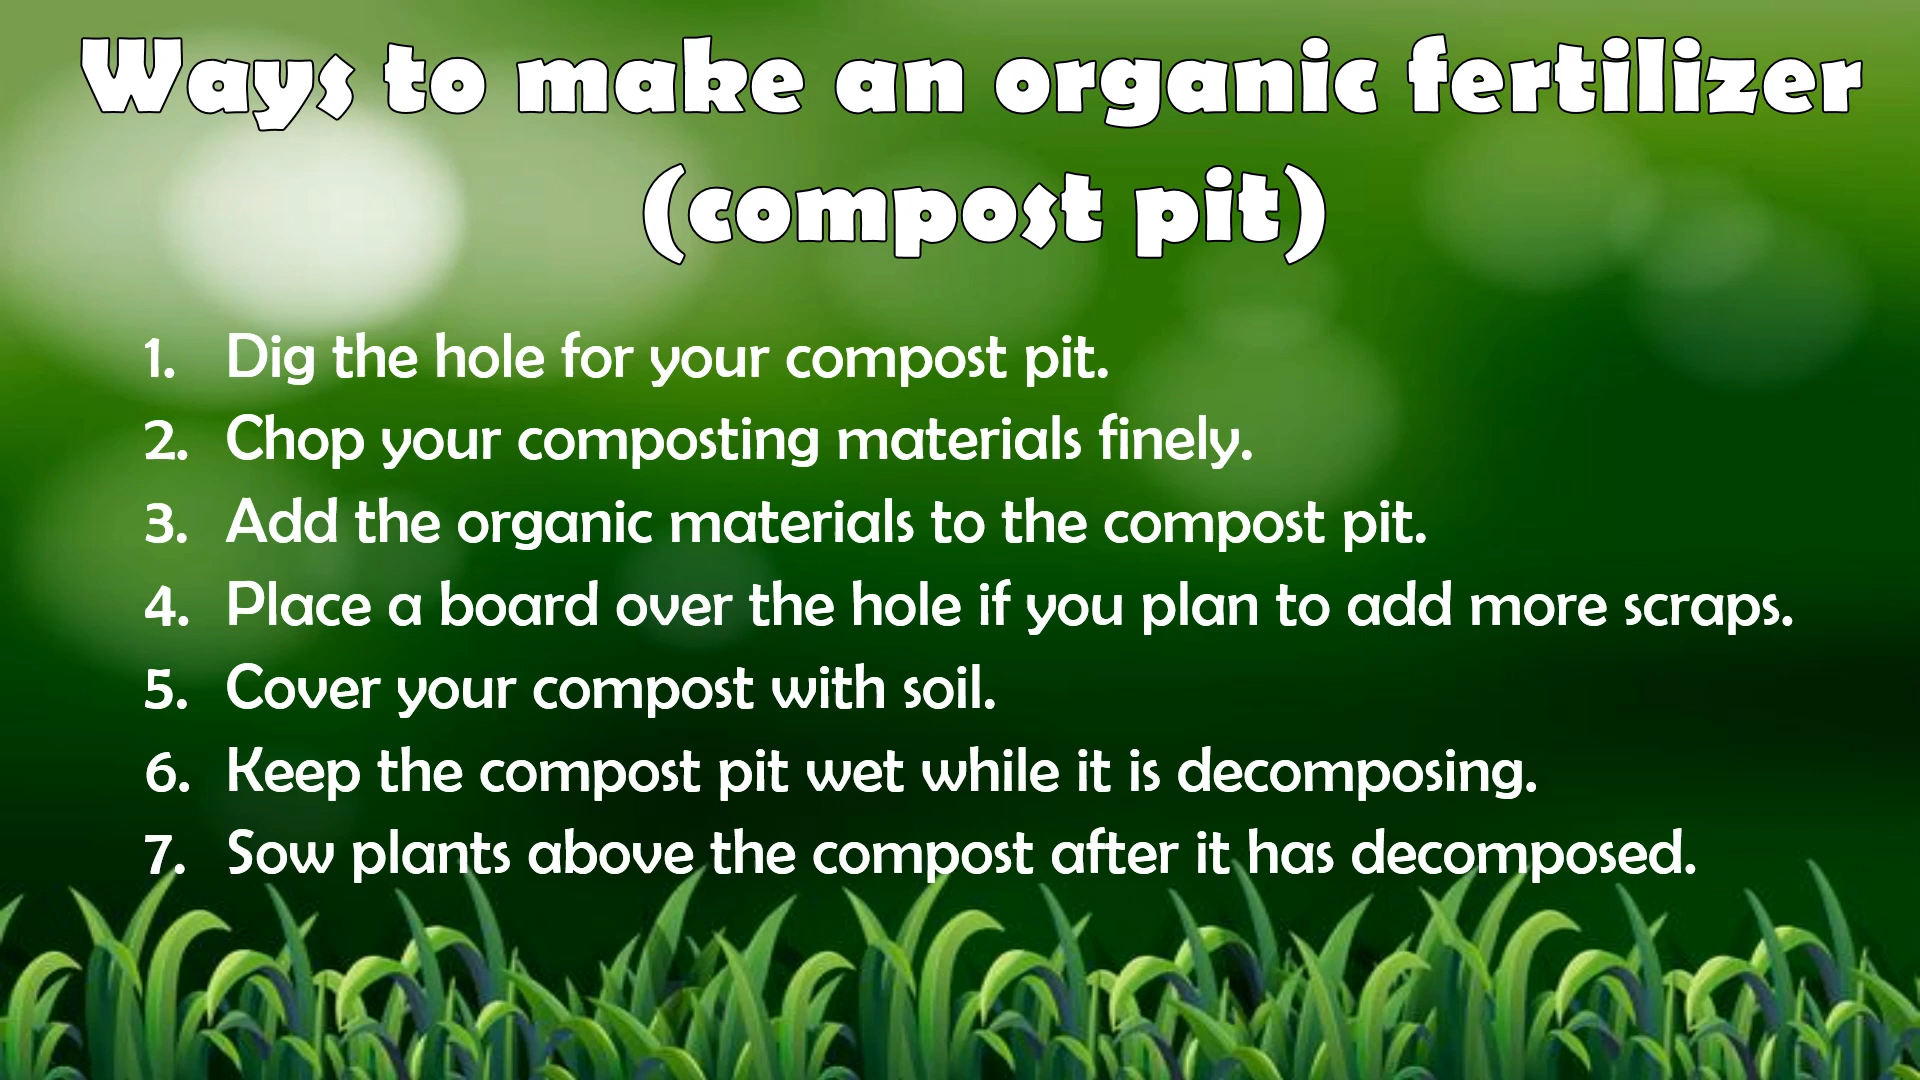 Ways to make an organic fertilizer
(compost pit)
1. Dig the hole for your compost pit.
2. Chop your composting materials finely.
3. Add the organic materials to the compost pit.
4. Place a board over the hole if you plan to add more scraps.
5. Cover your compost with soil.
6. Keep the compost pit wet while it is decomposing.
7. Sow plants above the compost after it has decomposed.